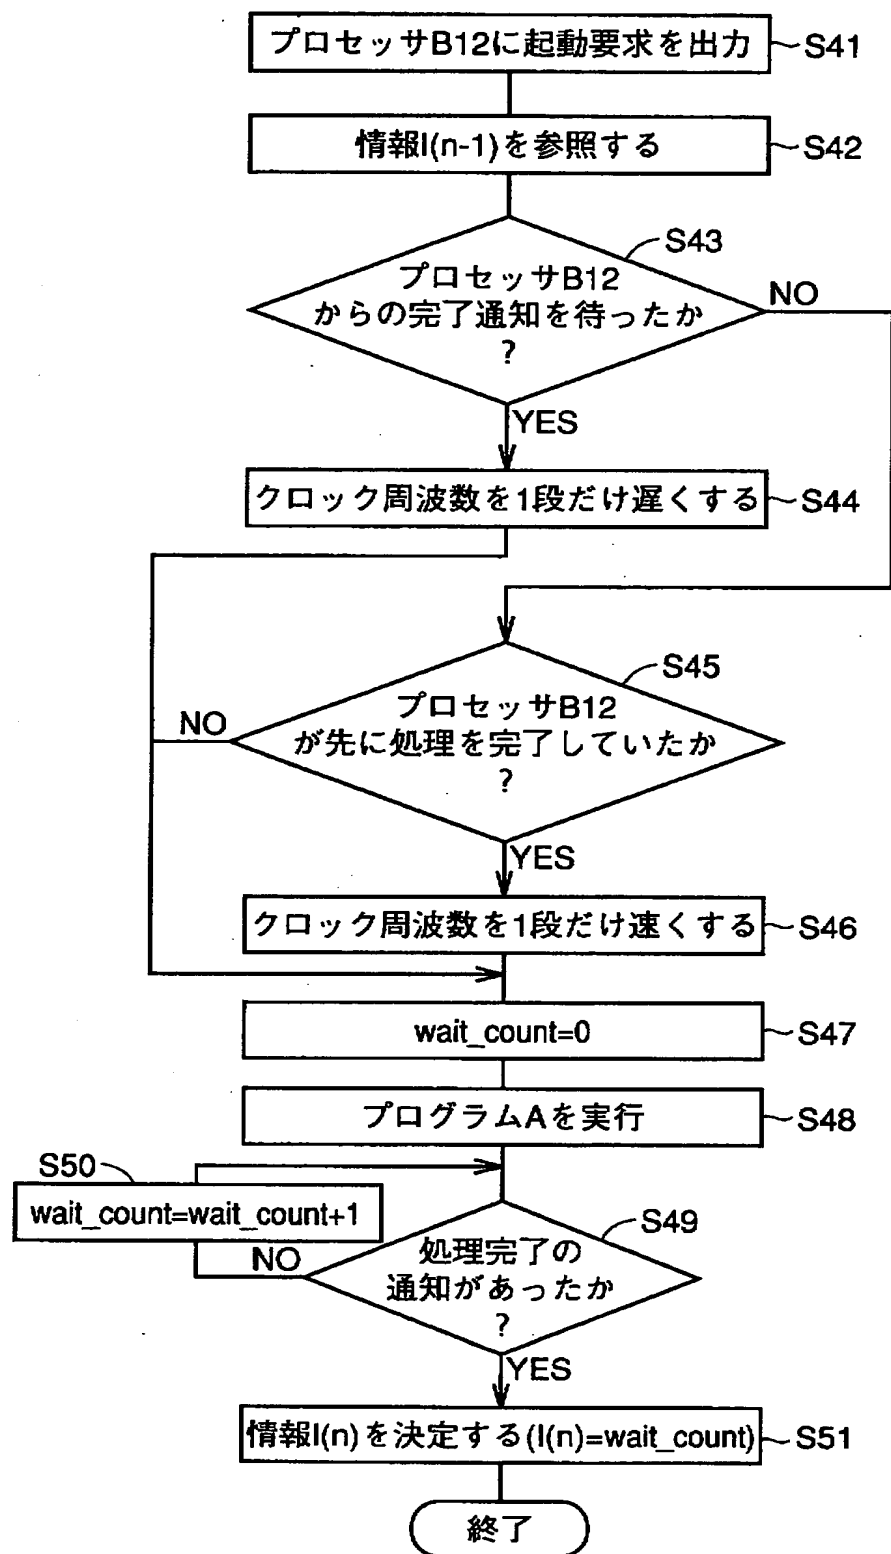 プロセッサB12に起動要求を出力
S41
情報I(n-1)を参照する
S42
S43
プロセッサB12
からの完了通知を待ったか
?
NO
YES
クロック周波数を1段だけ遅くする
S44
S45
プロセッサB12
が先に処理を完了していたか
?
NO
YES
クロック周波数を1段だけ速くする
S46
wait_count=0
S47
プログラムAを実行
S48
S50
wait_count=wait_count+1
S49
処理完了の
通知があったか
?
NO
YES
情報I(n)を決定する(I(n)=wait_count)
S51
終了